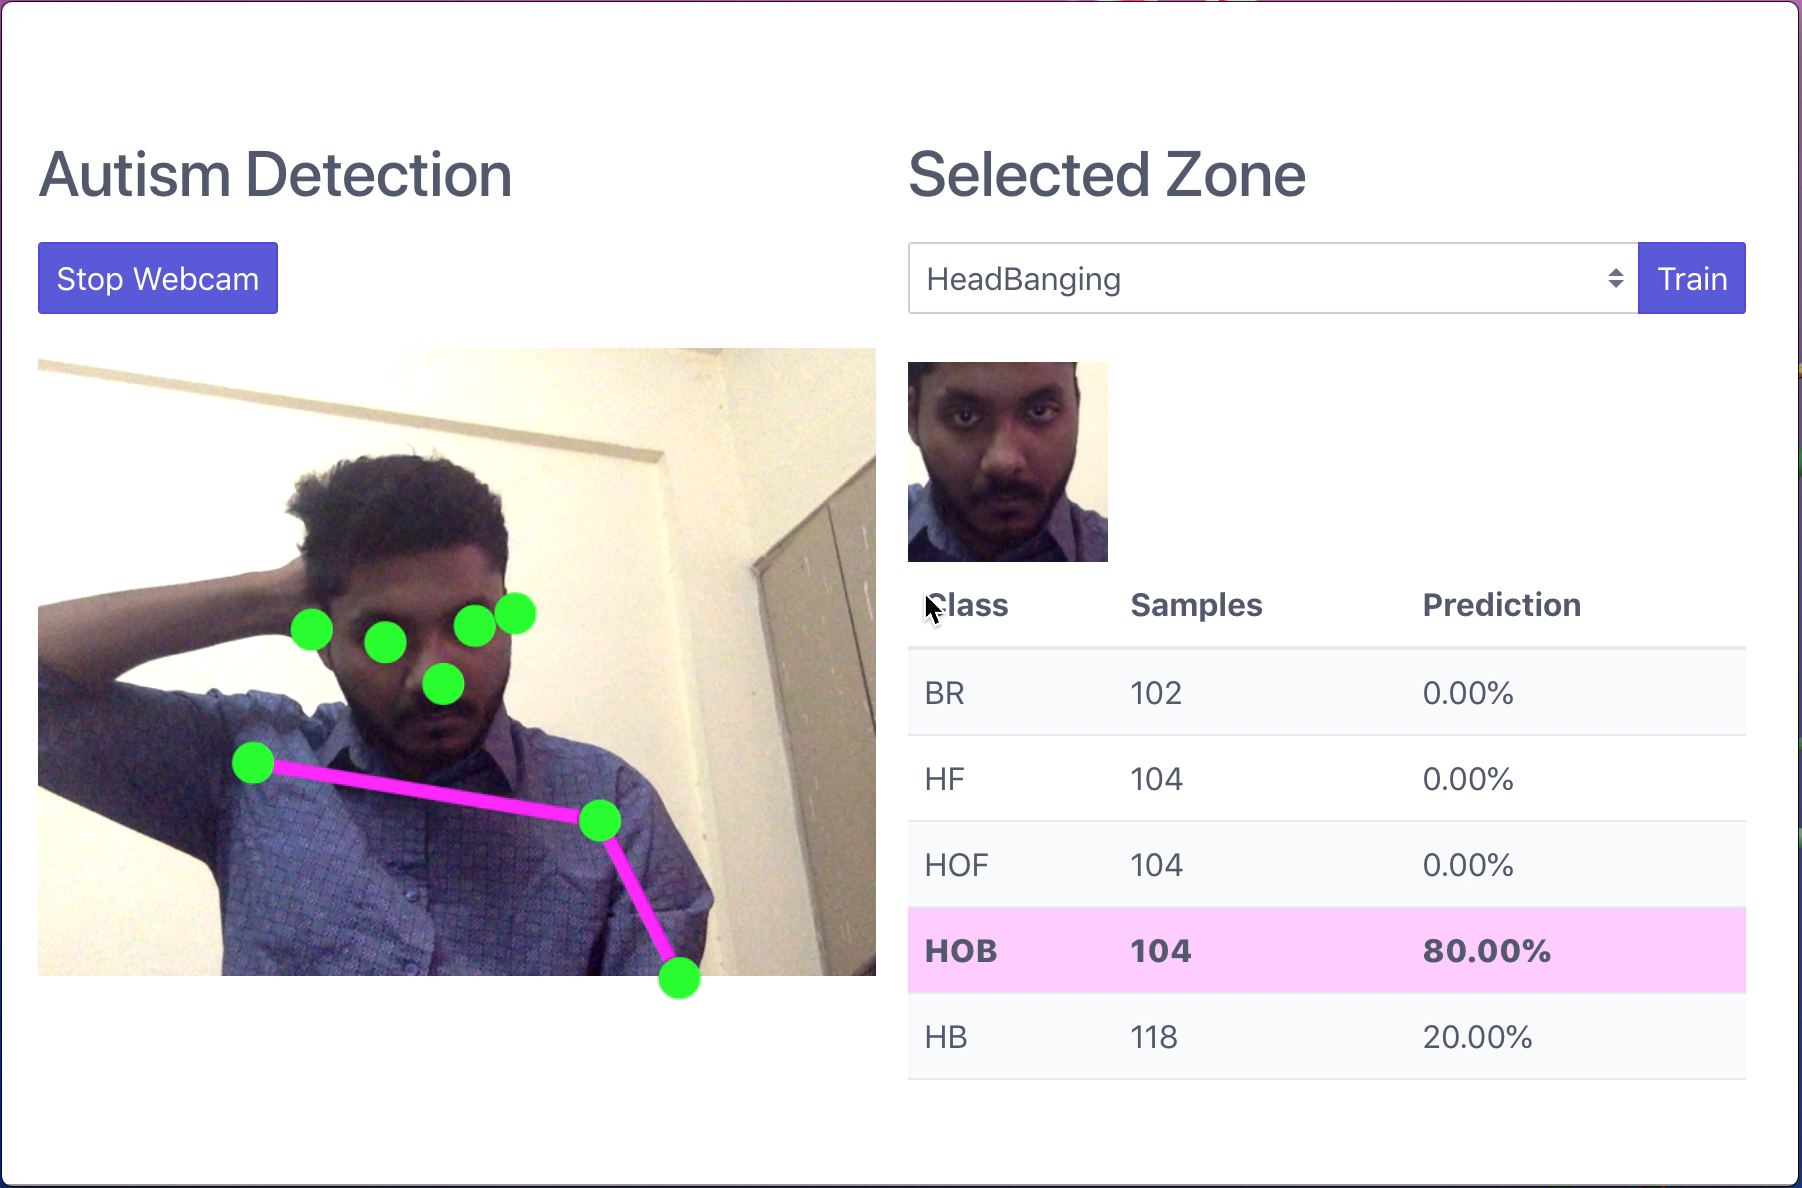 Autism Detection
Stop Webcam
Selected Zone
HeadBanging
Train
Class Samples Prediction
BR 102 0.00%
HF 104 0.00%
HOF 104 0.00%
HOB 104 80.00%
HB 118 20.00%